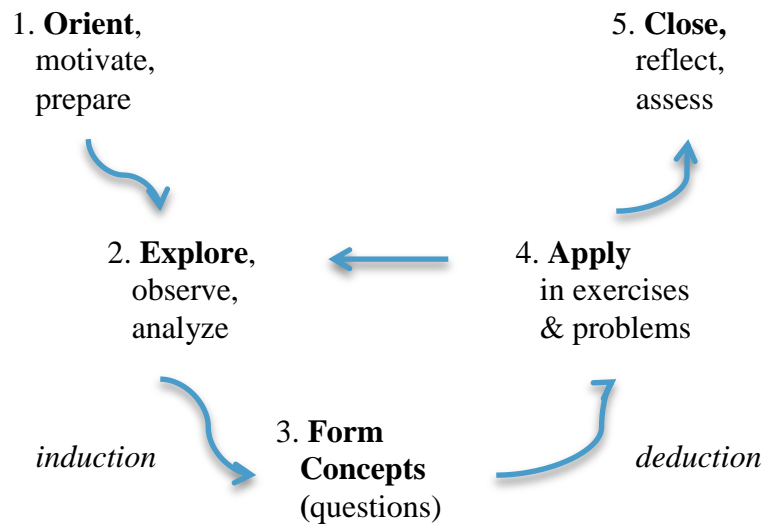 1. Orient,
motivate,
prepare
5. Close,
reflect,
assess
2. Explore,
observe,
analyze
4. Apply
in exercises
& problems
induction
3. Form
Concepts
(questions)
deduction